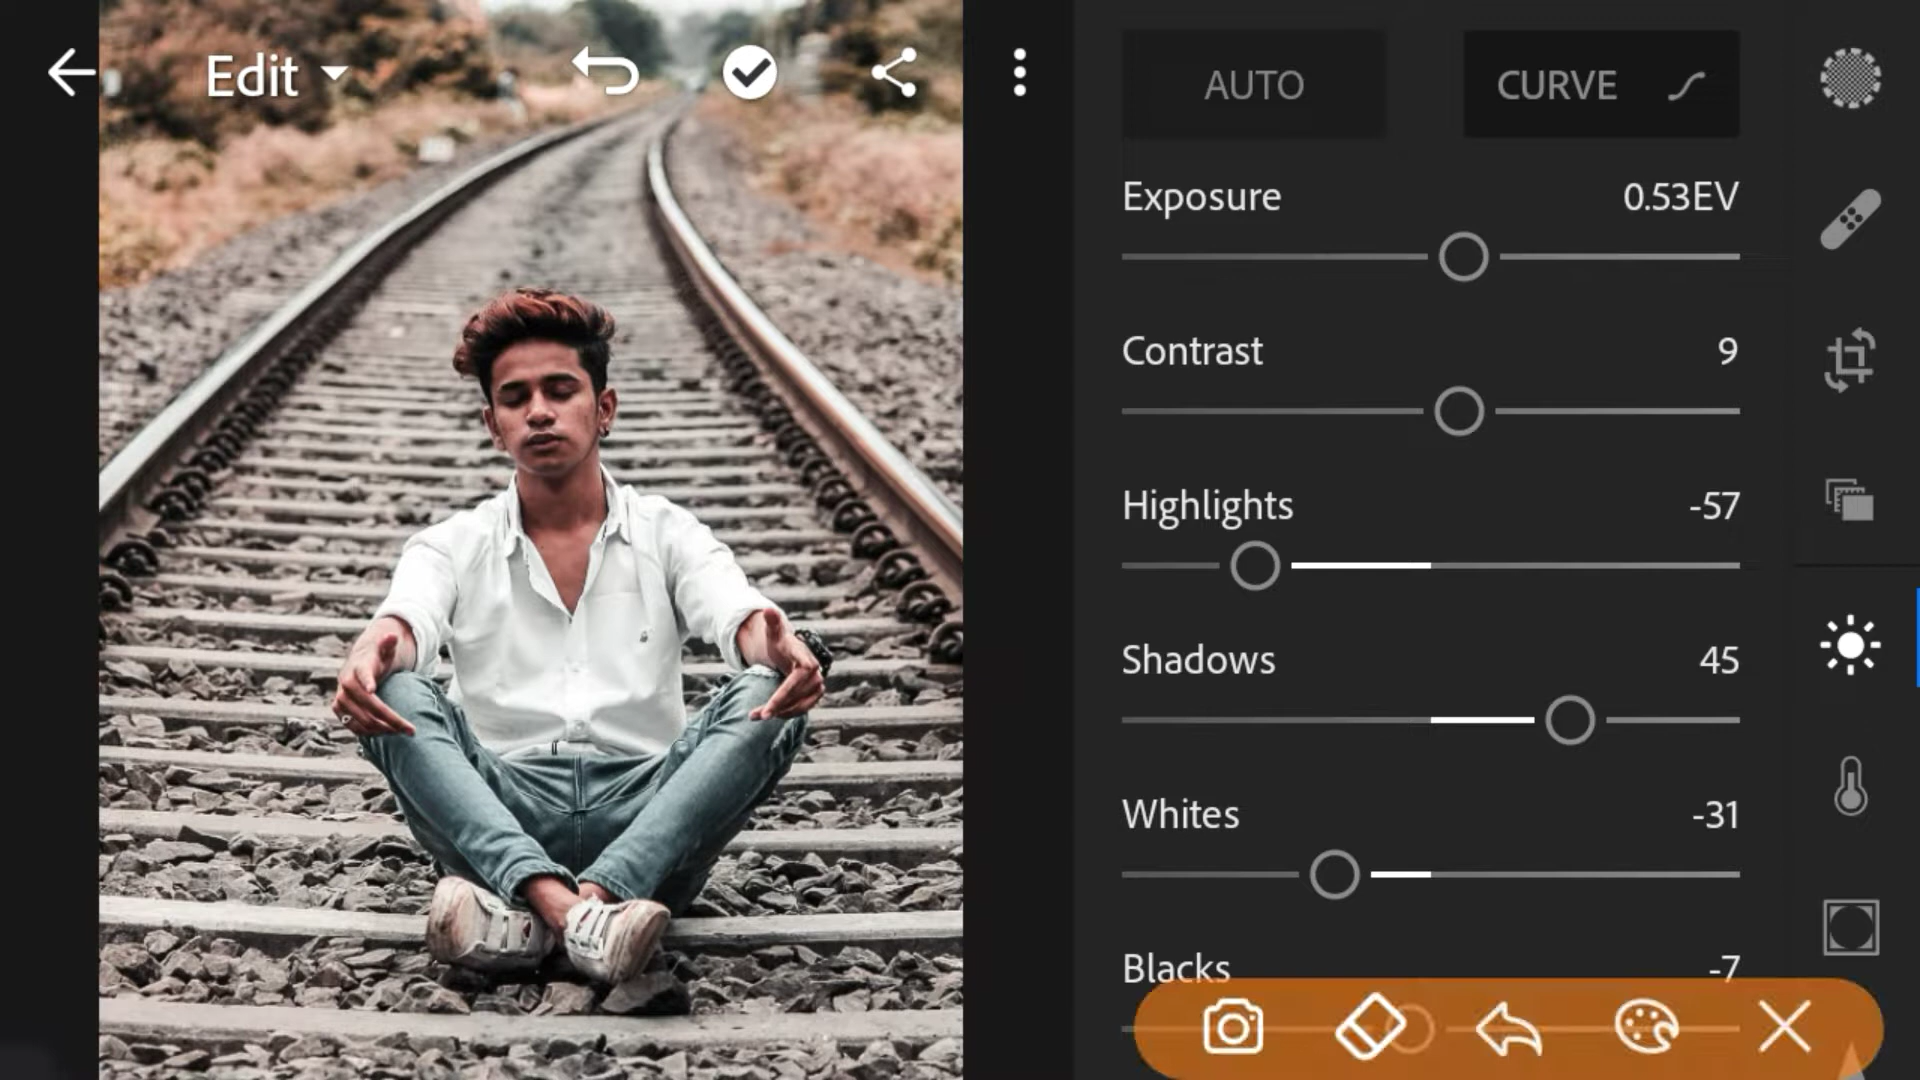 Edit
AUTO
CURVE
Exposure 0.53EV
Contrast 9
Highlights -57
Shadows 45
Whites -31
Blacks -7